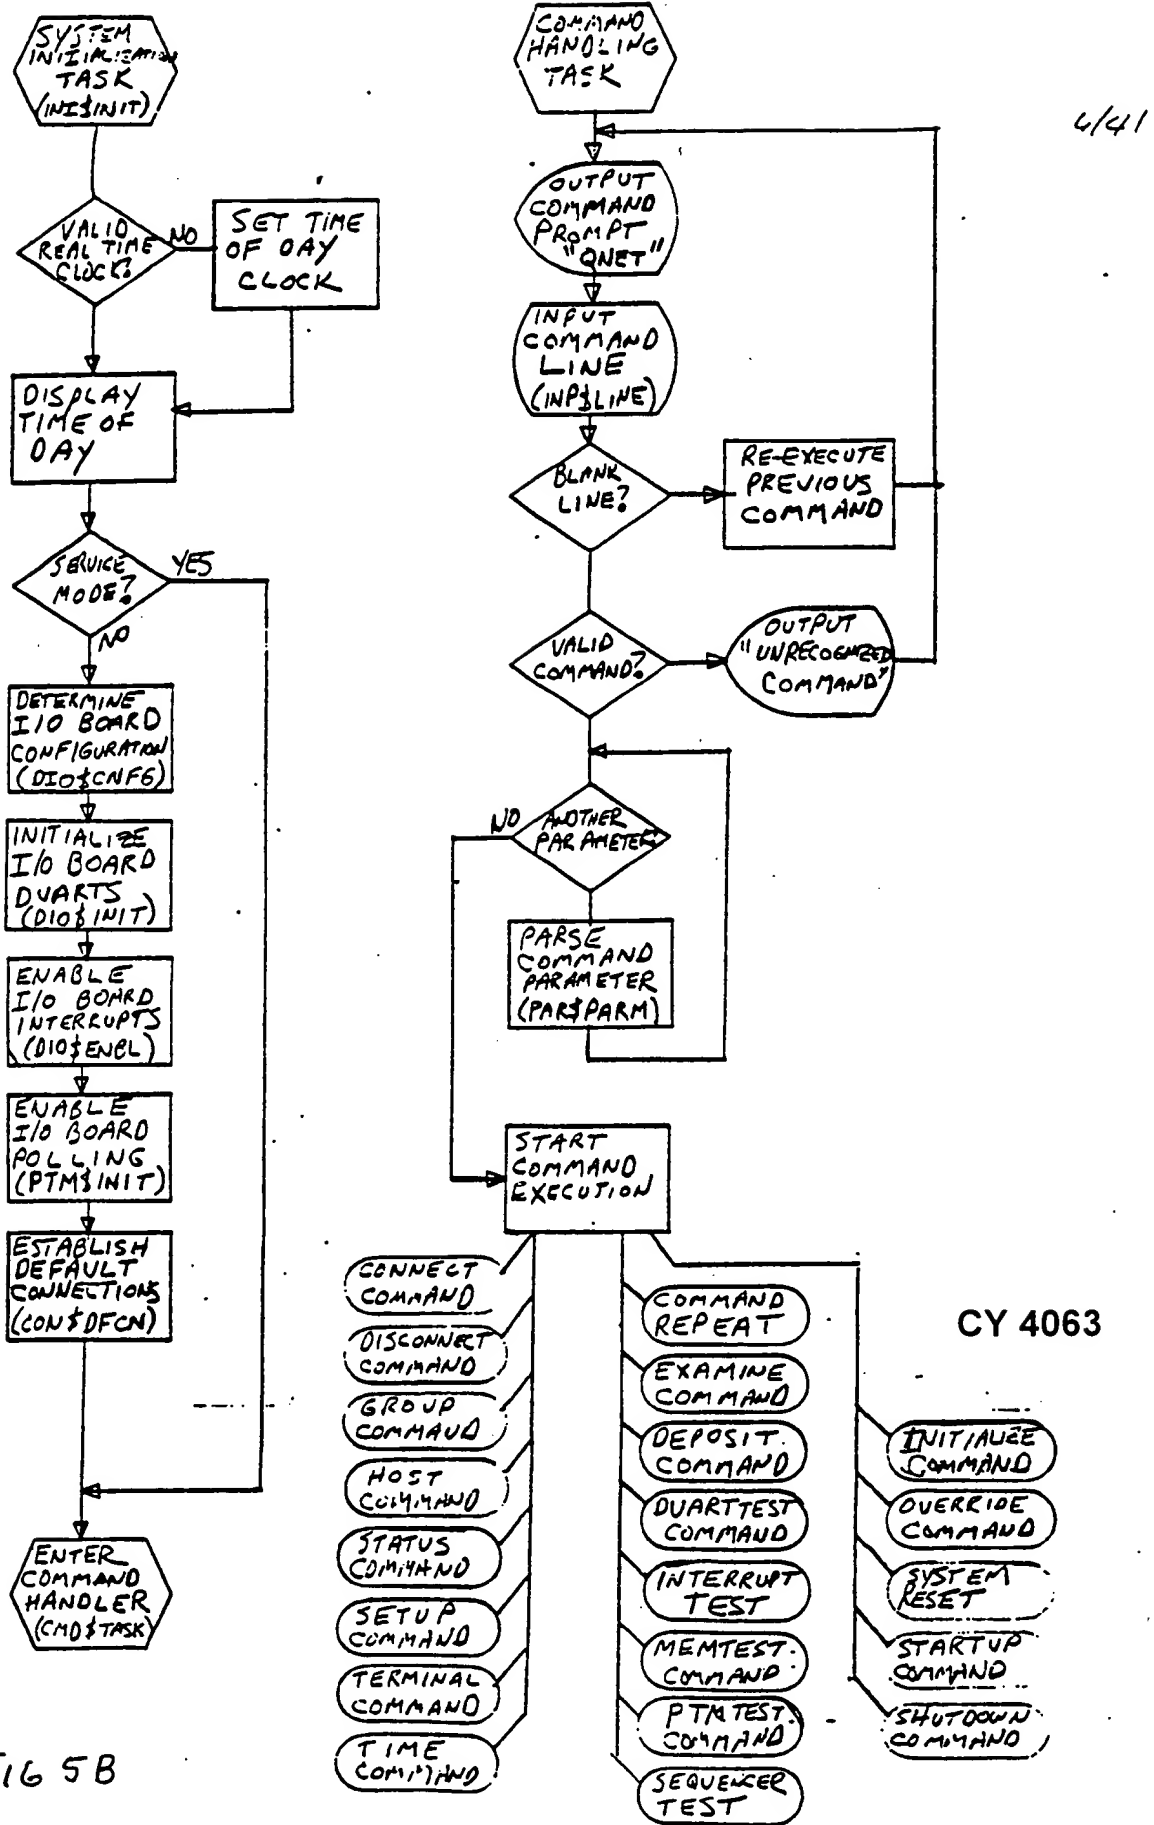 SYSTEM
INITIALIZATION
TASK
(INI$INIT)
VALID
REAL TIME
CLOCK?
NO
SET TIME
OF DAY
CLOCK
DISPLAY
TIME OF
DAY
SERVICE
MODE?
YES
NO
DETERMINE
I/O BOARD
CONFIGURATION
(DIO$CNFG)
INITIALIZE
I/O BOARD
DUARTS
(DIO$INIT)
ENABLE
I/O BOARD
INTERRUPTS
(DIO$ENBL)
ENABLE
I/O BOARD
POLLING
(PTM$INIT)
ESTABLISH
DEFAULT
CONNECTIONS
(CON$DFCN)
ENTER
COMMAND
HANDLER
(CMD$TASK)
COMMAND
HANDLING
TASK
OUTPUT
COMMAND
PROMPT
"QNET"
INPUT
COMMAND
LINE
(INP$LINE)
BLANK
LINE?
RE-EXECUTE
PREVIOUS
COMMAND
VALID
COMMAND?
OUTPUT
"UNRECOGNIZED
COMMAND"
ANOTHER
PARAMETER?
NO
PARSE
COMMAND
PARAMETER
(PAR$PARM)
START
COMMAND
EXECUTION
CONNECT
COMMAND
DISCONNECT
COMMAND
GROUP
COMMAND
HOST
COMMAND
STATUS
COMMAND
SETUP
COMMAND
TERMINAL
COMMAND
TIME
COMMAND
COMMAND
REPEAT
EXAMINE
COMMAND
DEPOSIT
COMMAND
DUARTTEST
COMMAND
INTERRUPT
TEST
MEMTEST
COMMAND
PTMTEST
COMMAND
SEQUENCER
TEST
INITIALIZE
COMMAND
OVERRIDE
COMMAND
SYSTEM
RESET
STARTUP
COMMAND
SHUTDOWN
COMMAND
4/41
CY 4063
IG 5B